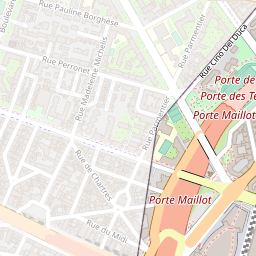 Rue Pauline Borghèse
Rue Madeleine Michelis
Rue Parmentier
Rue Cino Del Duca
Rue Perronet
Porte de
Porte des Te
Porte Maillot
Rue Parmentier
Rue de Chartres
Porte Maillot
Rue du Midi